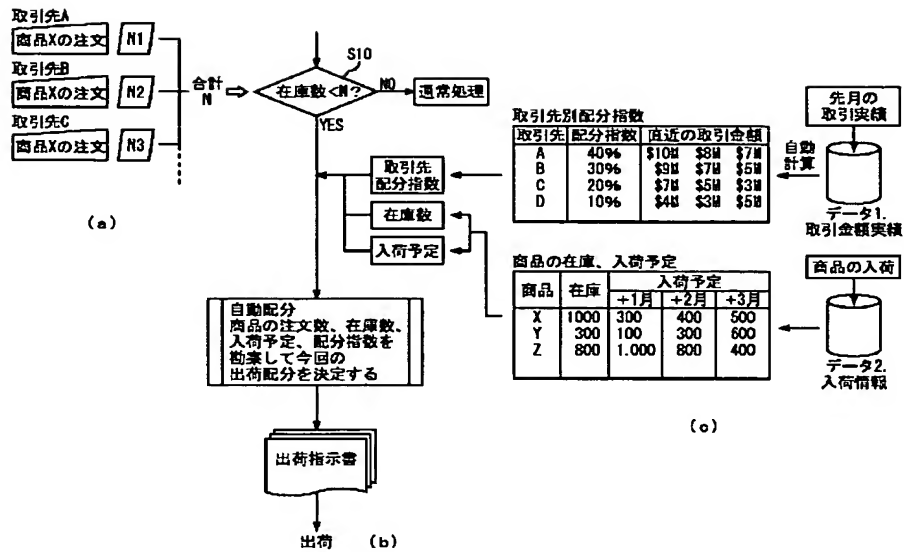 取引先A
商品Xの注文 N1
取引先B
商品Xの注文 N2
取引先C
商品Xの注文 N3
(a)
合計
N
S10
在庫数<N?
NO
通常処理
YES
取引先
配分指数
在庫数
入荷予定
自動配分
商品の注文数、在庫数、
入荷予定、配分指数を
勘案して今回の
出荷配分を決定する
出荷指示書
出荷
(b)
取引先別配分指数
取引先 配分指数 直近の取引金額
A 40% $10M $8M $7M
B 30% $9M $7M $5M
C 20% $7M $5M $3M
D 10% $4M $3M $5M
自動
計算
先月の
取引実績
データ1.
取引金額実績
商品の在庫、入荷予定
商品 在庫 入荷予定
+1月 +2月 +3月
X 1000 300 400 500
Y 300 100 300 600
Z 800 1.000 800 400
商品の入荷
データ2.
入荷情報
(c)